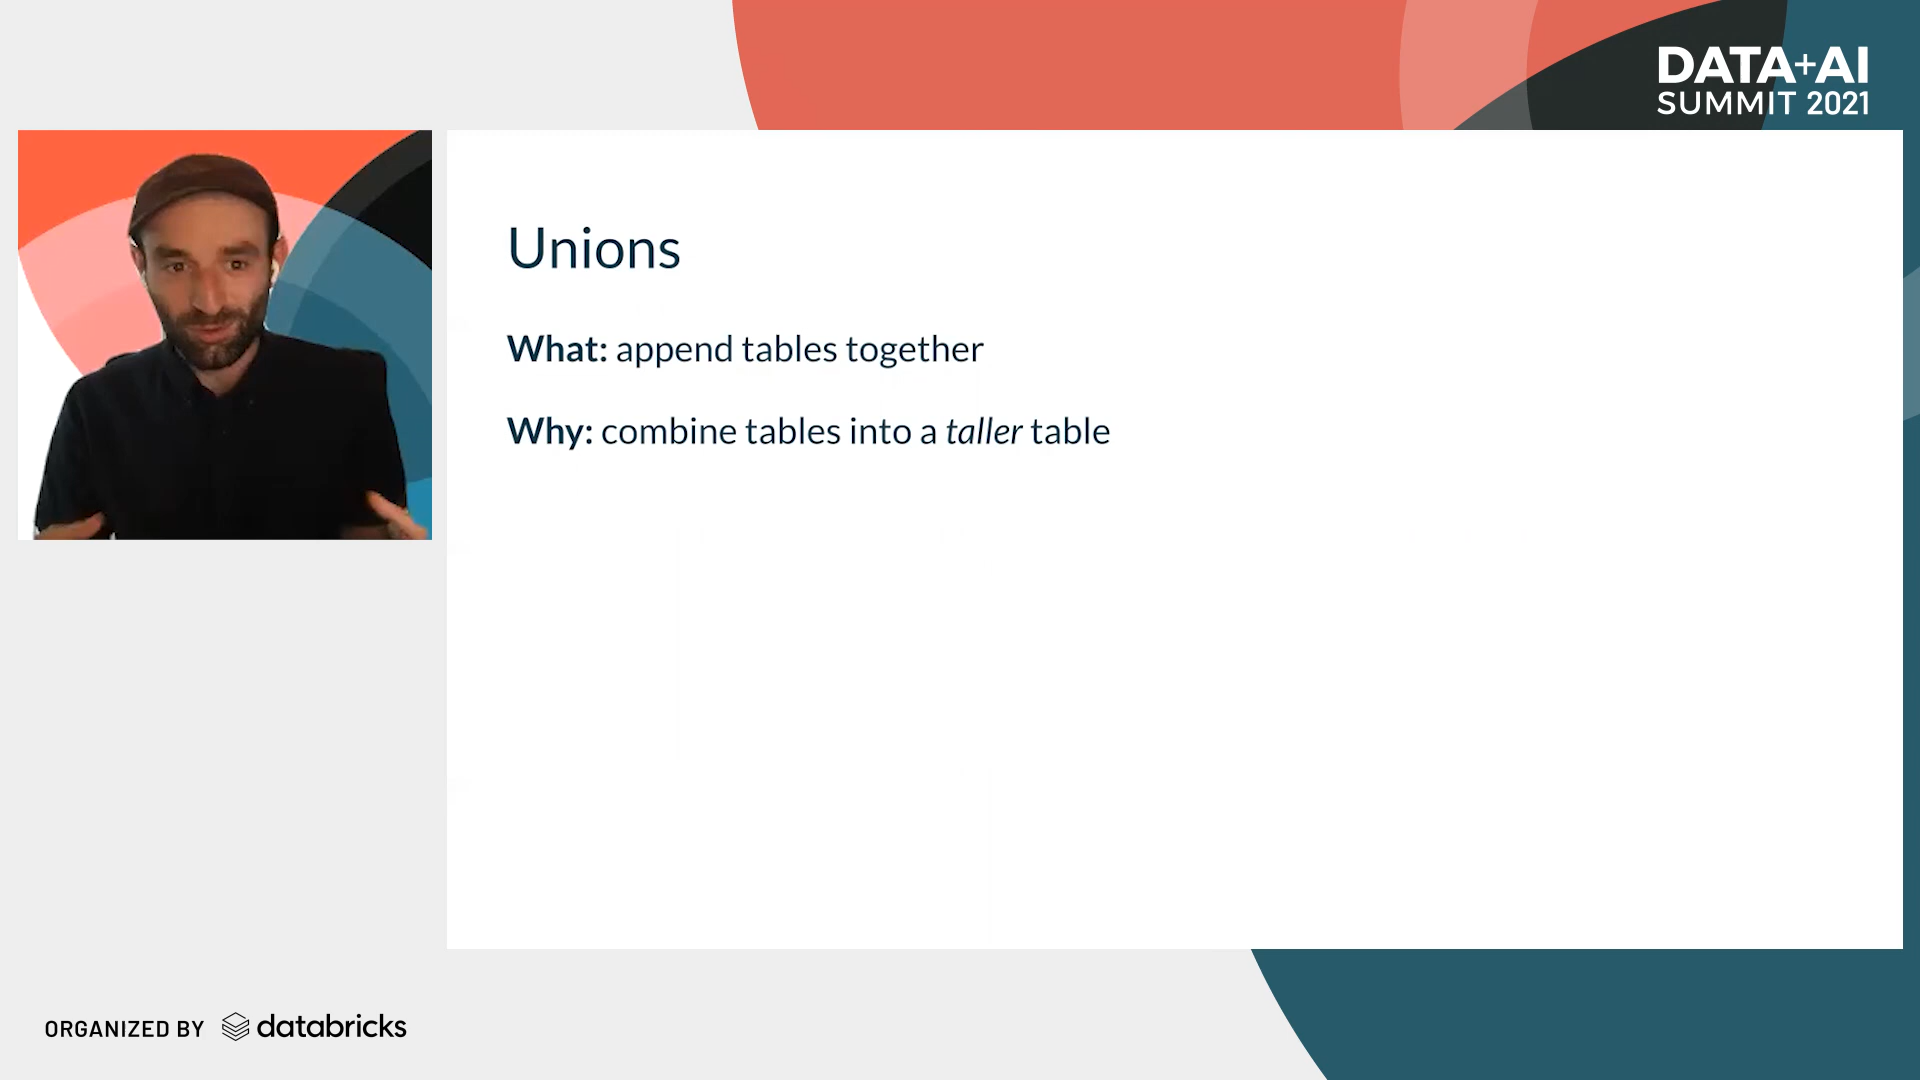 DATA+AI
SUMMIT 2021
Unions
What: append tables together
Why: combine tables into a taller table
ORGANIZED BY databricks